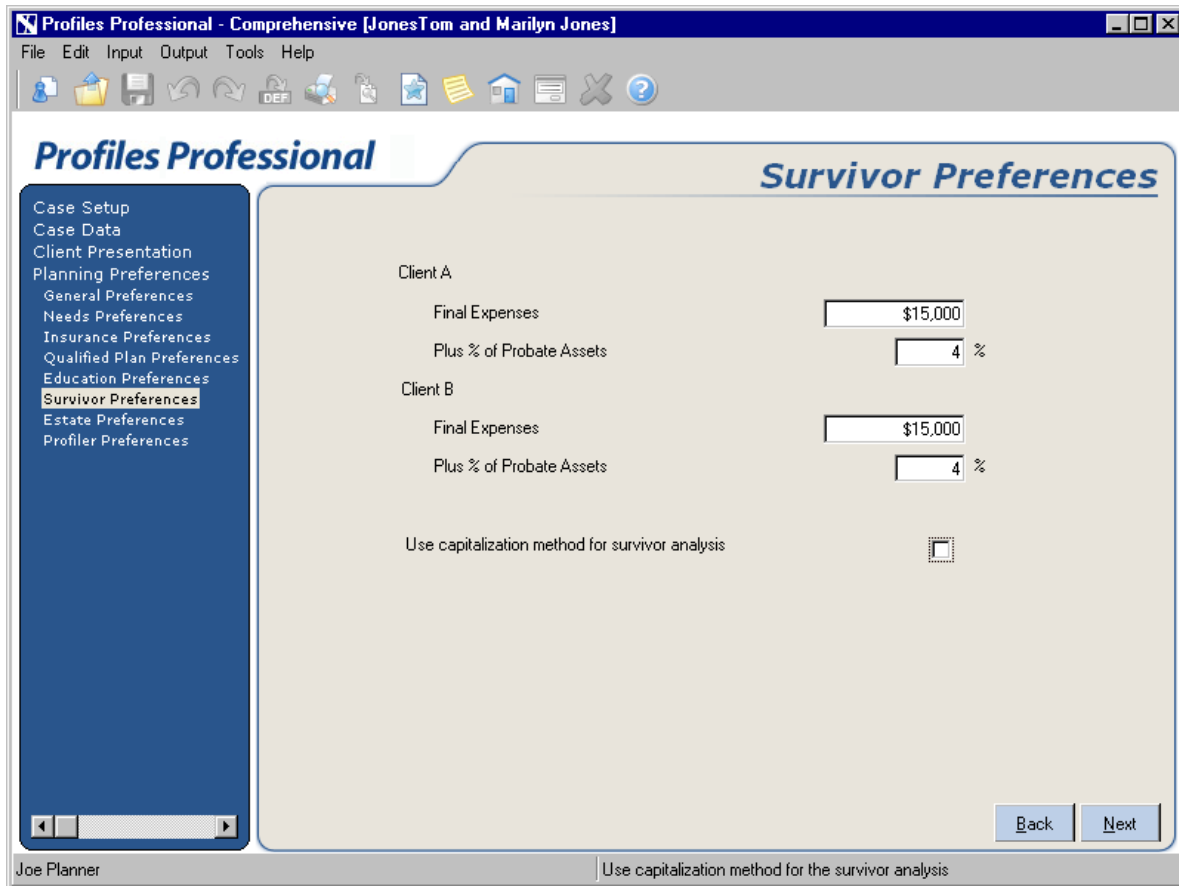 Profiles Professional - Comprehensive [JonesTom and Marilyn Jones]
File Edit Input Output Tools Help
DEF
Profiles Professional
Survivor Preferences
Case Setup
Case Data
Client Presentation
Planning Preferences
General Preferences
Needs Preferences
Insurance Preferences
Qualified Plan Preferences
Education Preferences
Survivor Preferences
Estate Preferences
Profiler Preferences
Client A
Final Expenses $15,000
Plus % of Probate Assets 4 %
Client B
Final Expenses $15,000
Plus % of Probate Assets 4 %
Use capitalization method for survivor analysis
Back Next
Joe Planner Use capitalization method for the survivor analysis